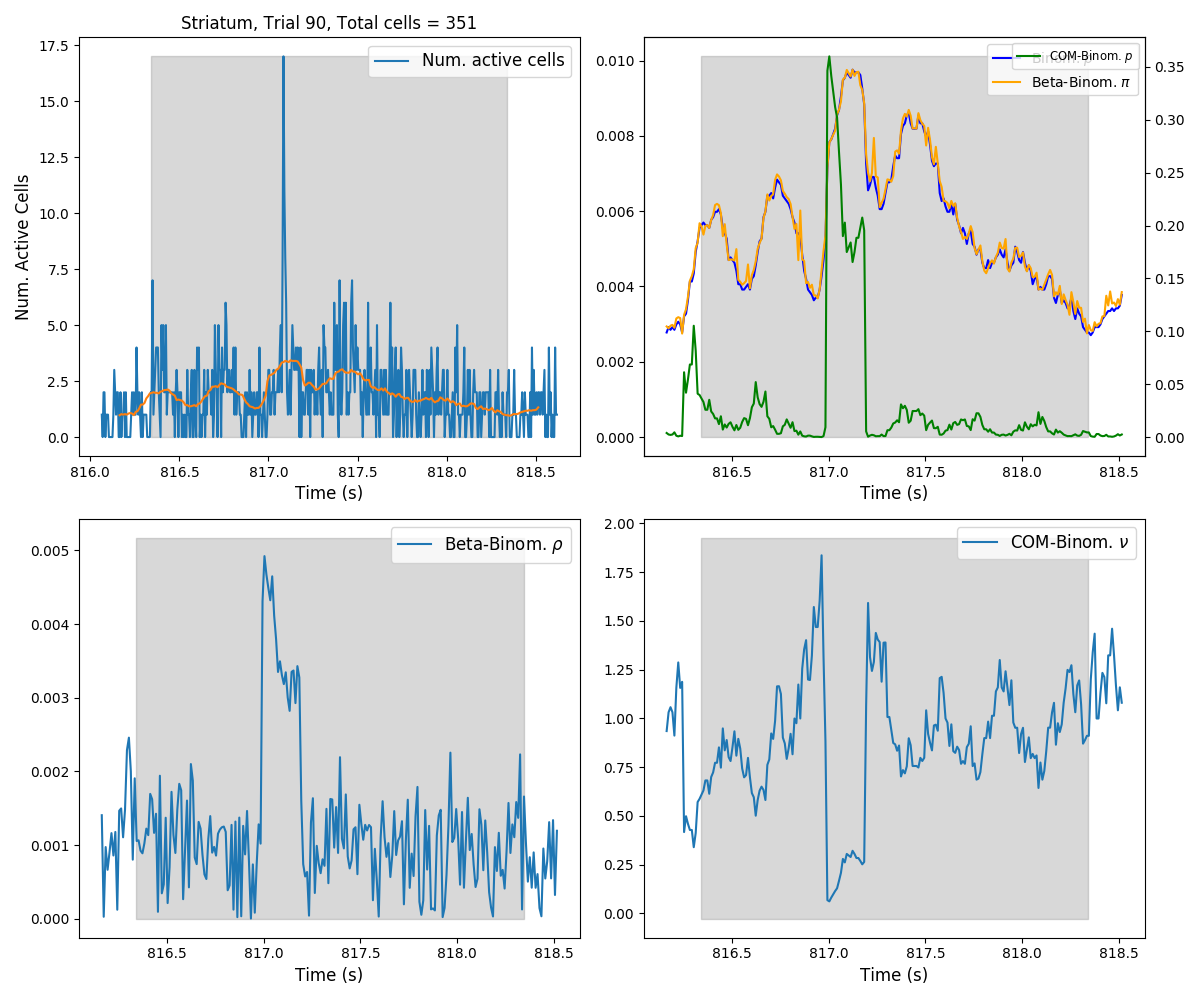 Striatum, Trial 90, Total cells = 351
Num. Active Cells
17.5
15.0
12.5
10.0
7.5
5.0
2.5
0.0
Num. active cells
816.0 816.5 817.0 817.5 818.0 818.5
Time (s)
0.010
0.008
0.006
0.004
0.002
0.000
COM-Binom. p
Binom. p
Beta-Binom. π
0.35
0.30
0.25
0.20
0.15
0.10
0.05
0.00
816.5 817.0 817.5 818.0 818.5
Time (s)
0.005
0.004
0.003
0.002
0.001
0.000
Beta-Binom. ρ
816.5 817.0 817.5 818.0 818.5
Time (s)
2.00
1.75
1.50
1.25
1.00
0.75
0.50
0.25
0.00
COM-Binom. ν
816.5 817.0 817.5 818.0 818.5
Time (s)